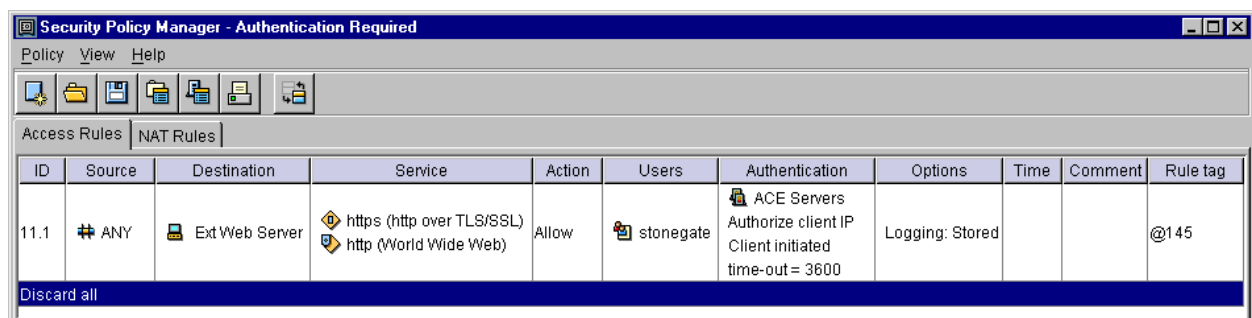 Security Policy Manager - Authentication Required
Policy View Help
Access Rules NAT Rules
ID Source Destination Service Action Users Authentication Options Time Comment Rule tag
11.1 ANY Ext Web Server https (http over TLS/SSL) Allow stonegate ACE Servers Logging: Stored @145
http (World Wide Web) Authorize client IP
Client initiated
time-out = 3600
Discard all